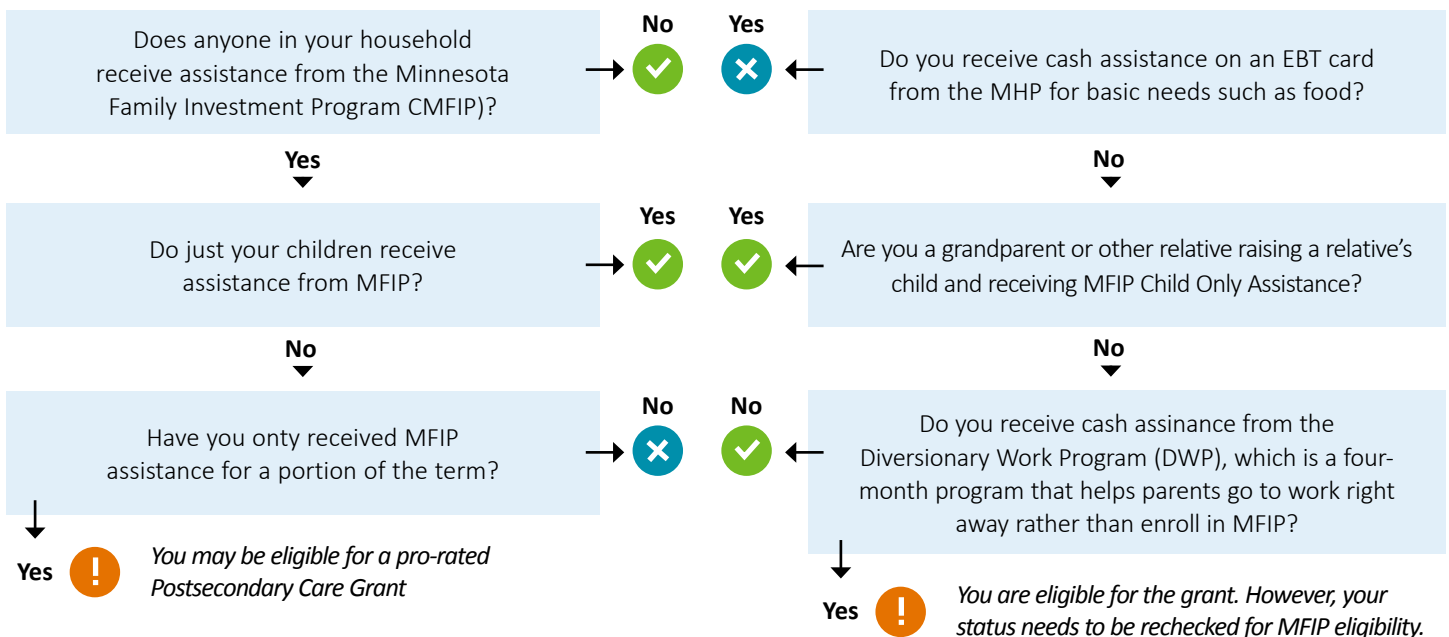 Does anyone in your household
receive assistance from the Minnesota
Family Investment Program CMFIP)?
No
Yes
Do just your children receive
assistance from MFIP?
Yes
No
Have you onty received MFIP
assistance for a portion of the term?
No
Yes
You may be eligible for a pro-rated
Postsecondary Care Grant
Yes
Do you receive cash assistance on an EBT card
from the MHP for basic needs such as food?
No
Yes
Are you a grandparent or other relative raising a relative's
child and receiving MFIP Child Only Assistance?
No
No
Do you receive cash assinance from the
Diversionary Work Program (DWP), which is a four-
month program that helps parents go to work right
away rather than enroll in MFIP?
Yes
You are eligible for the grant. However, your
status needs to be rechecked for MFIP eligibility.